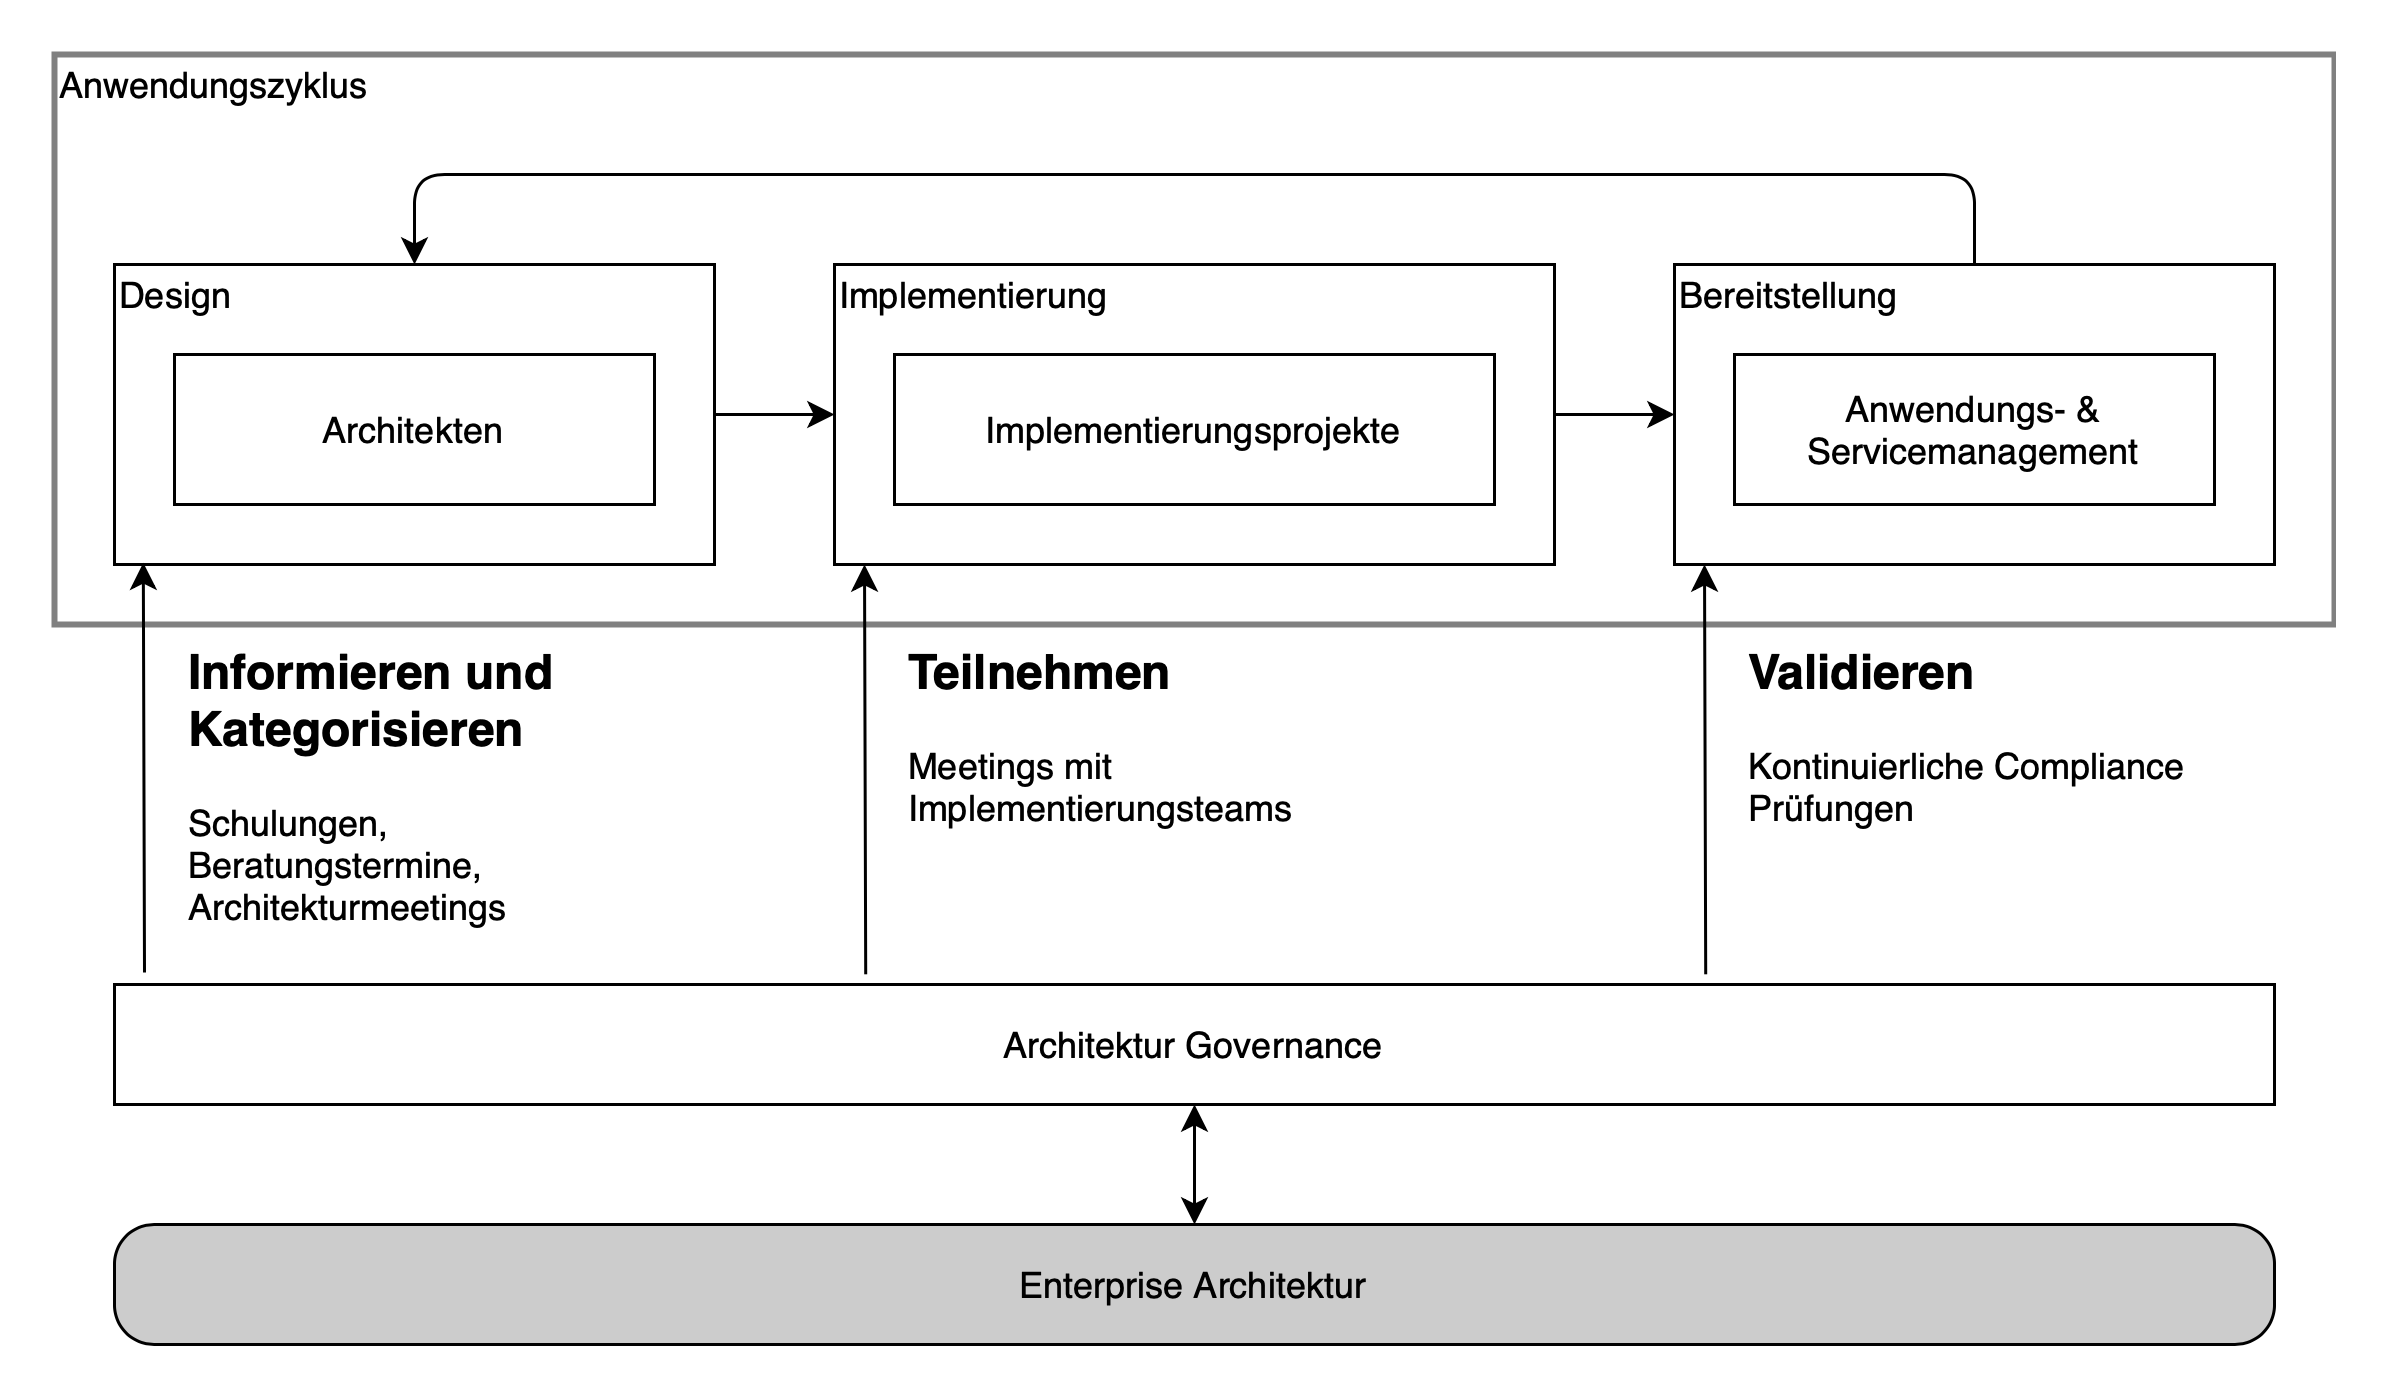 Anwendungszyklus
Design
Architekten
Implementierung
Implementierungsprojekte
Bereitstellung
Anwendungs- &
Servicemanagement
Informieren und
Kategorisieren
Schulungen,
Beratungstermine,
Architekturmeetings
Teilnehmen
Meetings mit
Implementierungsteams
Validieren
Kontinuierliche Compliance
Prüfungen
Architektur Governance
Enterprise Architektur